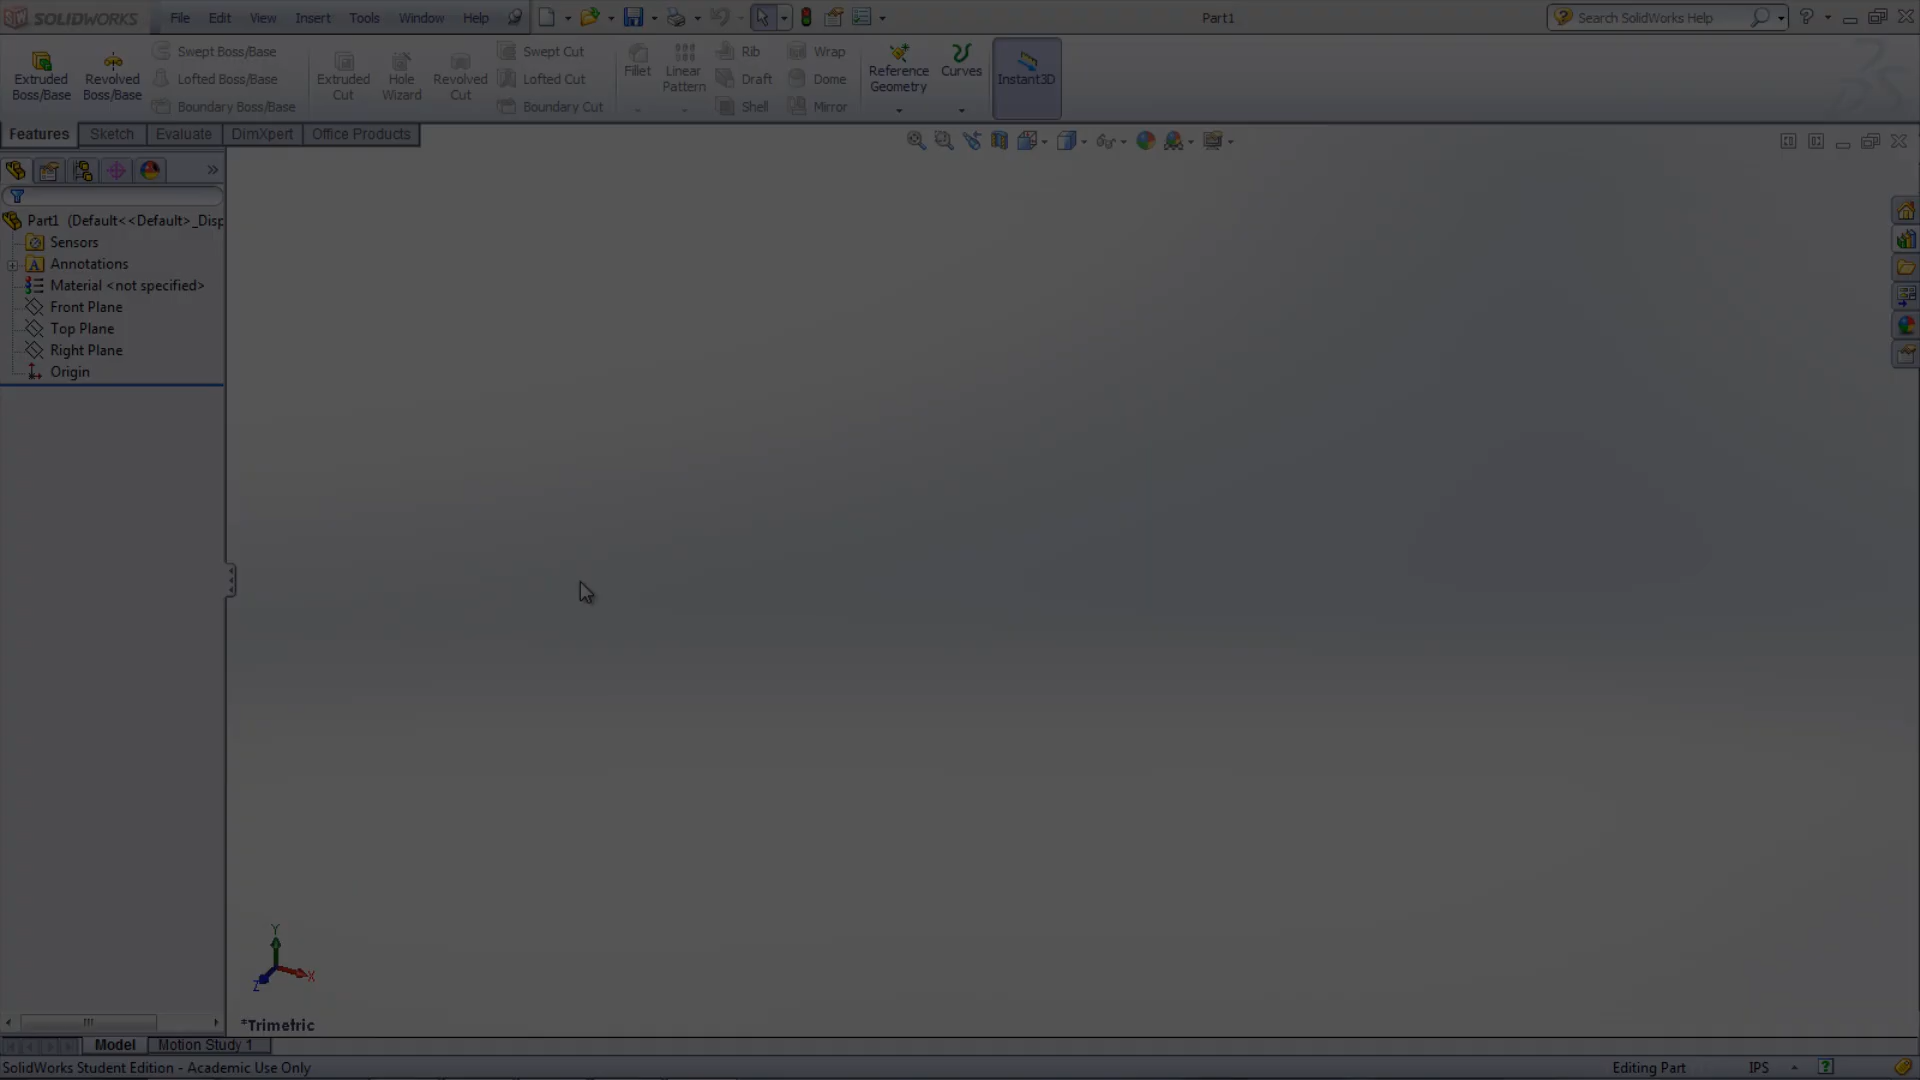 SOLIDWORKS File Edit View Insert Tools Window Help Part1 Search SolidWorks Help
Extruded Boss/Base
Revolved Boss/Base
Swept Boss/Base
Lofted Boss/Base
Boundary Boss/Base
Extruded Cut
Hole Wizard
Revolved Cut
Swept Cut
Lofted Cut
Boundary Cut
Fillet
Linear Pattern
Rib
Draft
Shell
Wrap
Dome
Mirror
Reference Geometry
Curves
Instant3D
Features Sketch Evaluate DimXpert Office Products
Part1 (Default<<Default>_Disp
Sensors
Annotations
Material <not specified>
Front Plane
Top Plane
Right Plane
Origin
Y
X
Z
*Trimetric
Model Motion Study 1
SolidWorks Student Edition - Academic Use Only Editing Part IPS